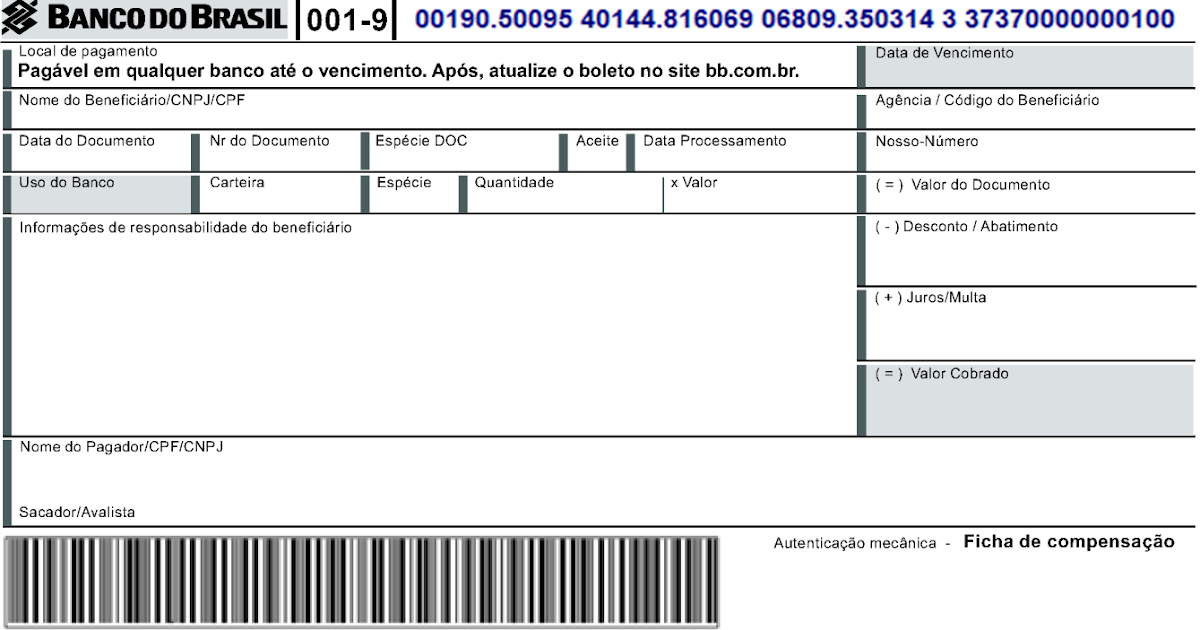 BANCO DO BRASIL 001-9 00190.50095 40144.816069 06809.350314 3 37370000000100
Local de pagamento
Pagável em qualquer banco até o vencimento. Após, atualize o boleto no site bb.com.br.
Data de Vencimento
Nome do Beneficiário/CNPJ/CPF
Agência / Código do Beneficiário
Data do Documento Nr do Documento Espécie DOC Aceite Data Processamento Nosso-Número
Uso do Banco Carteira Espécie Quantidade x Valor ( = ) Valor do Documento
Informações de responsabilidade do beneficiário
( - ) Desconto / Abatimento
( + ) Juros/Multa
( = ) Valor Cobrado
Nome do Pagador/CPF/CNPJ
Sacador/Avalista
Autenticação mecânica - Ficha de compensação